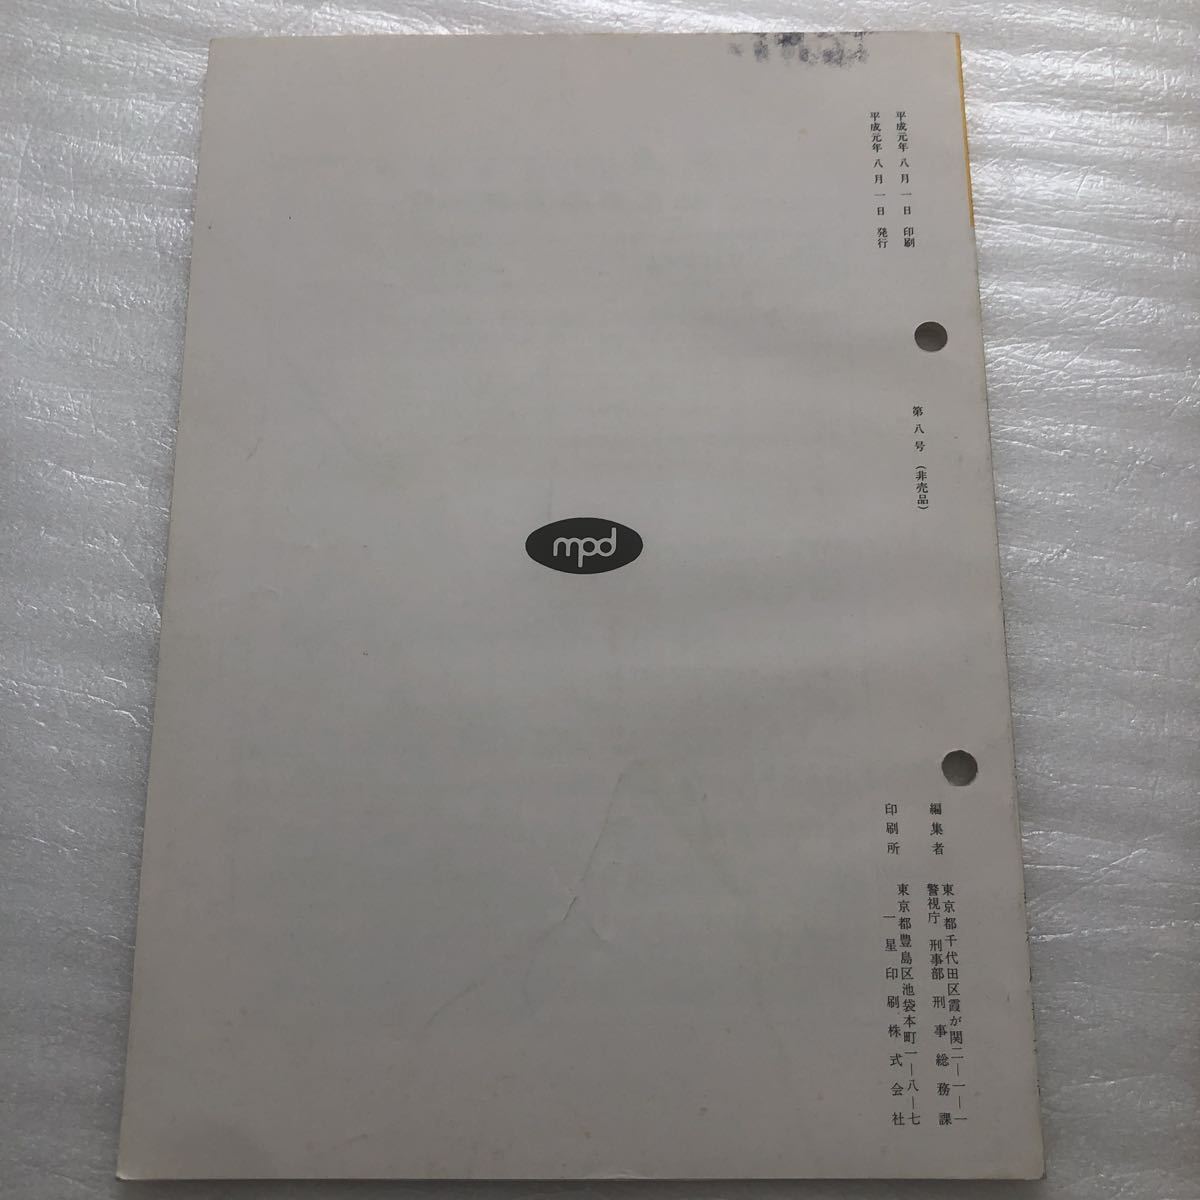 平成元年 八月一日 印刷
平成元年 八月一日 発行
第八号 (非売品)
編集者 東京都千代田区霞が関二―一―一
警視庁 刑事部 刑事総務課
印刷所 東京都豊島区池袋本町一―八―七
一星印刷株式会社
mpd